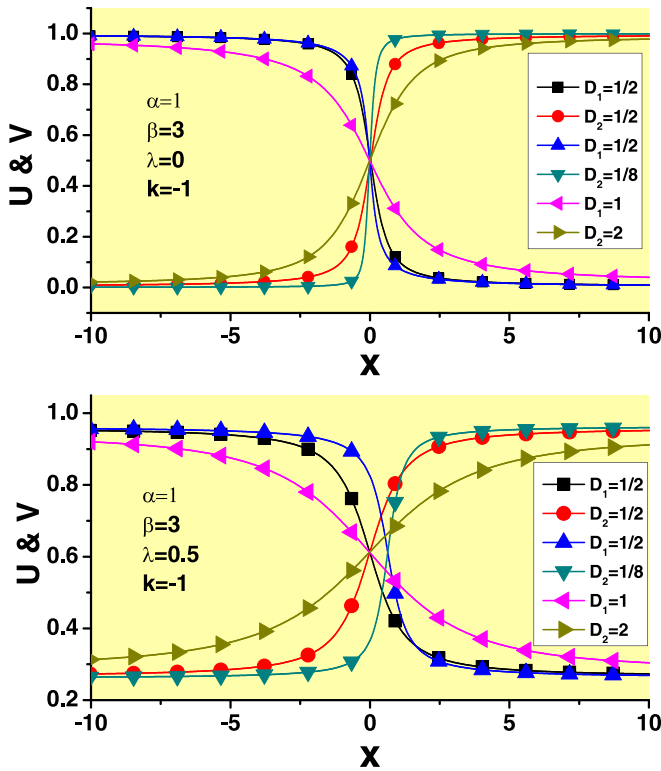 1.0
0.8
0.6
0.4
0.2
0.0
U & V
α=1
β=3
λ=0
k=-1
D₁=1/2
D₂=1/2
D₁=1/2
D₂=1/8
D₁=1
D₂=2
-10 -5 0 5 10
X
1.0
0.8
0.6
0.4
0.2
U & V
α=1
β=3
λ=0.5
k=-1
D₁=1/2
D₂=1/2
D₁=1/2
D₂=1/8
D₁=1
D₂=2
-10 -5 0 5 10
X